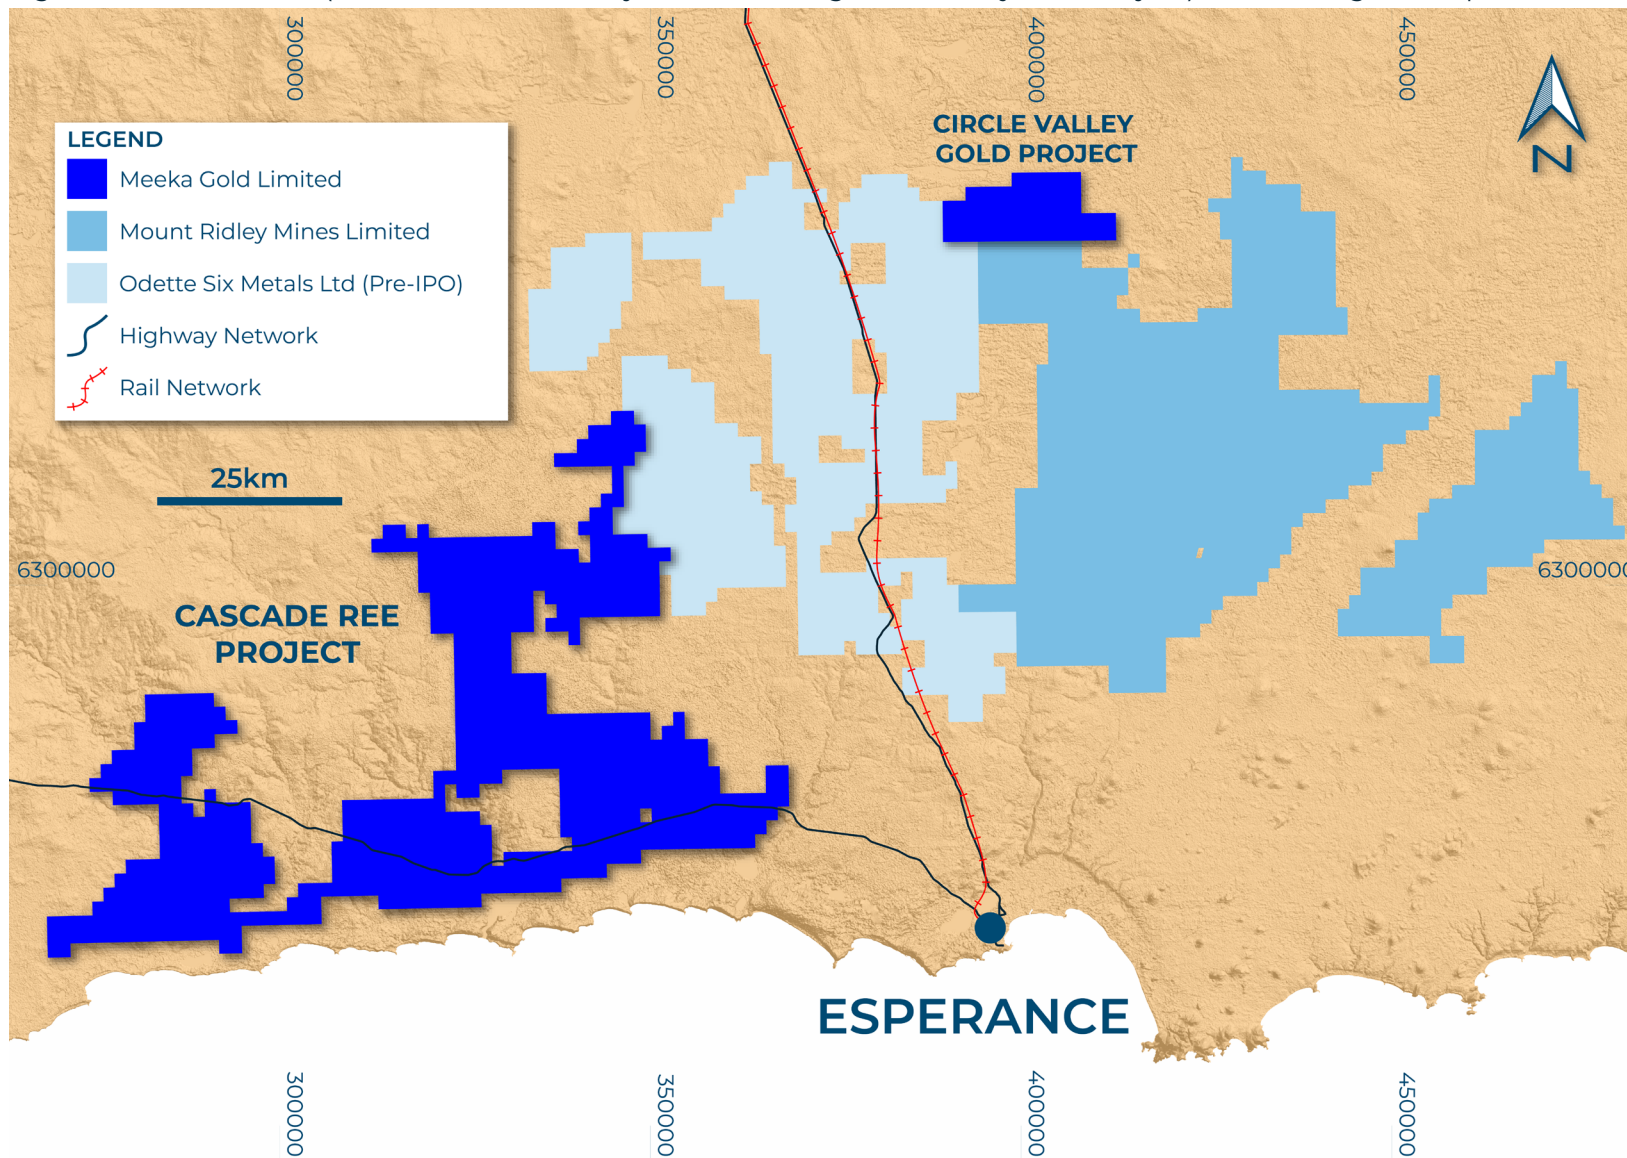 300000
350000
400000
450000
CIRCLE VALLEY
GOLD PROJECT
N
LEGEND
Meeka Gold Limited
Mount Ridley Mines Limited
Odette Six Metals Ltd (Pre-IPO)
Highway Network
Rail Network
25km
6300000
6300000
CASCADE REE
PROJECT
ESPERANCE
300000
350000
400000
450000